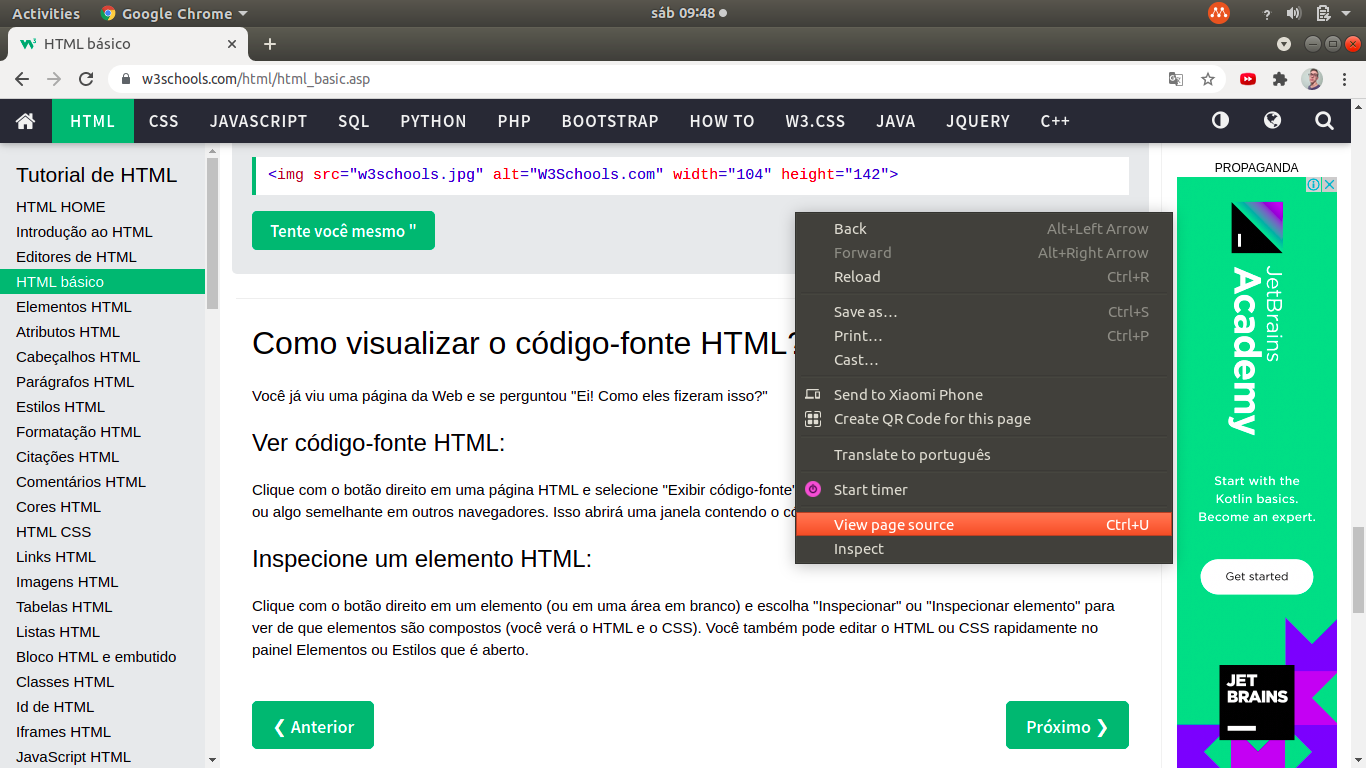 Activities
Google Chrome
sáb 09:48
?
HTML básico
w3schools.com/html/html_basic.asp
HTML
CSS
JAVASCRIPT
SQL
PYTHON
PHP
BOOTSTRAP
HOW TO
W3.CSS
JAVA
JQUERY
C++
Tutorial de HTML
HTML HOME
Introdução ao HTML
Editores de HTML
HTML básico
Elementos HTML
Atributos HTML
Cabeçalhos HTML
Parágrafos HTML
Estilos HTML
Formatação HTML
Citações HTML
Comentários HTML
Cores HTML
HTML CSS
Links HTML
Imagens HTML
Tabelas HTML
Listas HTML
Bloco HTML e embutido
Classes HTML
Id de HTML
Iframes HTML
JavaScript HTML
<img src="w3schools.jpg" alt="W3Schools.com" width="104" height="142">
Tente você mesmo "
Como visualizar o código-fonte HTML?
Você já viu uma página da Web e se perguntou "Ei! Como eles fizeram isso?"
Ver código-fonte HTML:
Clique com o botão direito em uma página HTML e selecione "Exibir código-fonte"
ou algo semelhante em outros navegadores. Isso abrirá uma janela contendo o có
Inspecione um elemento HTML:
Clique com o botão direito em um elemento (ou em uma área em branco) e escolha "Inspecionar" ou "Inspecionar elemento" para
ver de que elementos são compostos (você verá o HTML e o CSS). Você também pode editar o HTML ou CSS rapidamente no
painel Elementos ou Estilos que é aberto.
❮ Anterior
Próximo ❯
Back Alt+Left Arrow
Forward Alt+Right Arrow
Reload Ctrl+R
Save as… Ctrl+S
Print… Ctrl+P
Cast…
Send to Xiaomi Phone
Create QR Code for this page
Translate to português
Start timer
View page source Ctrl+U
Inspect
PROPAGANDA
JetBrains
Academy
Start with the
Kotlin basics.
Become an expert.
Get started
JET
BRAINS